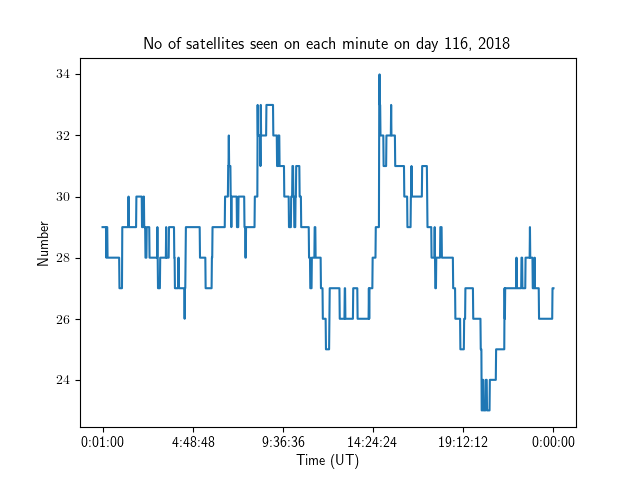 No of satellites seen on each minute on day 116, 2018
34
32
30
28
26
24
Number
0:01:00 4:48:48 9:36:36 14:24:24 19:12:12 0:00:00
Time (UT)